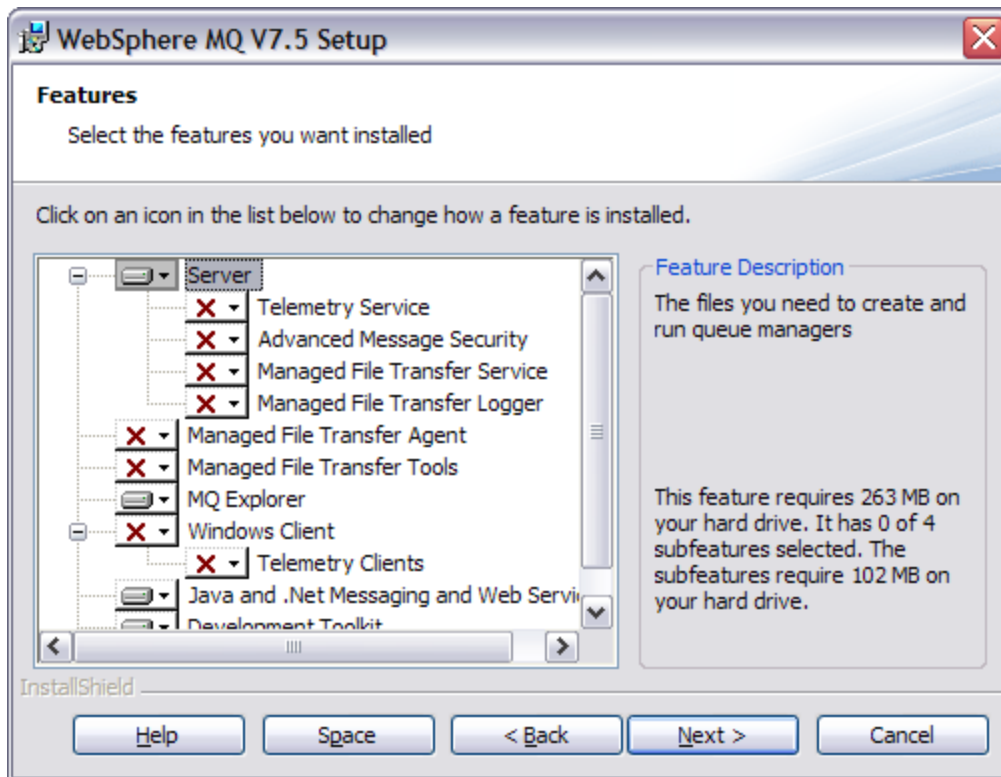 WebSphere MQ V7.5 Setup
Features
Select the features you want installed
Click on an icon in the list below to change how a feature is installed.
Server
Telemetry Service
Advanced Message Security
Managed File Transfer Service
Managed File Transfer Logger
Managed File Transfer Agent
Managed File Transfer Tools
MQ Explorer
Windows Client
Telemetry Clients
Java and .Net Messaging and Web Servi
Development Toolkit
Feature Description
The files you need to create and
run queue managers
This feature requires 263 MB on
your hard drive. It has 0 of 4
subfeatures selected. The
subfeatures require 102 MB on
your hard drive.
InstallShield
Help
Space
< Back
Next >
Cancel